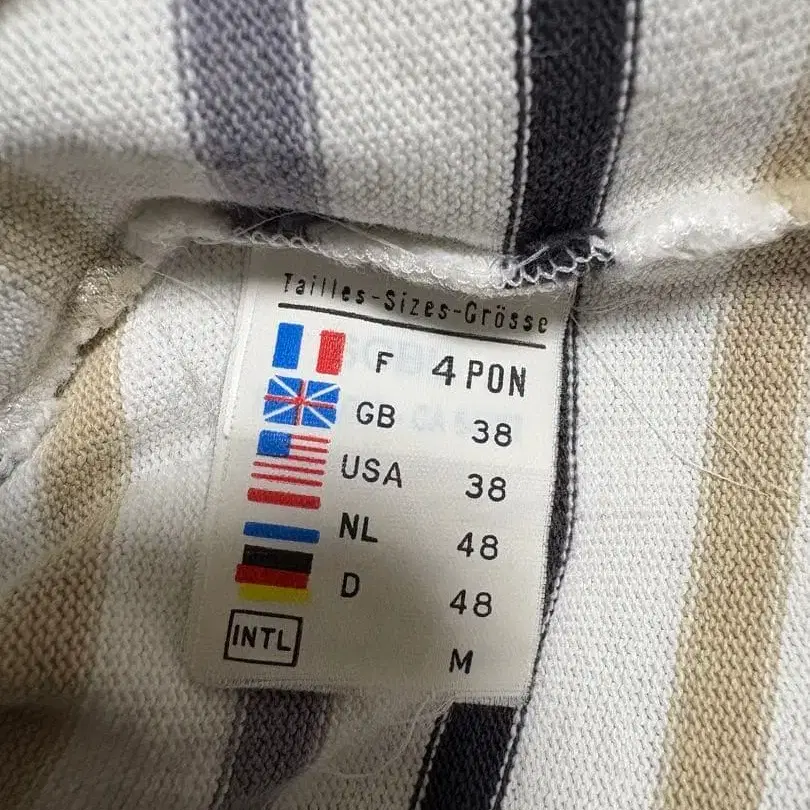 Tailles-Sizes-Grösse
F 4 PON
GB 38
USA 38
NL 48
D 48
INTL M